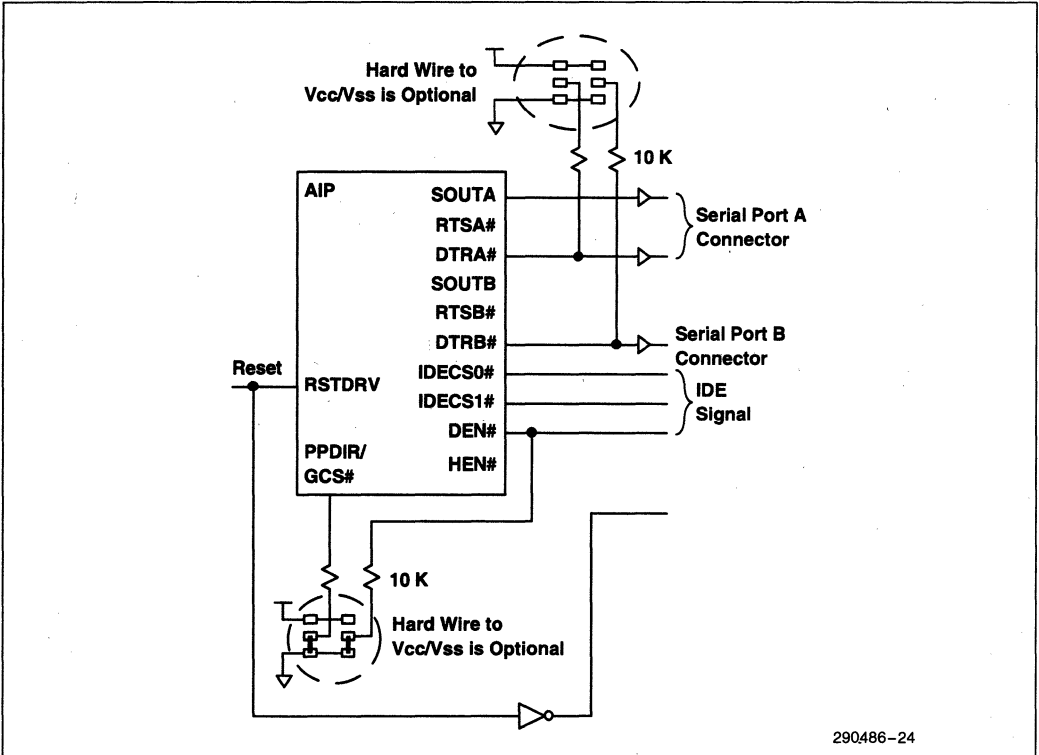 Hard Wire to
Vcc/Vss is Optional
10 K
AIP
SOUTA
RTSA#
DTRA#
SOUTB
RTSB#
DTRB#
IDECS0#
IDECS1#
DEN#
HEN#
Serial Port A
Connector
Serial Port B
Connector
IDE
Signal
Reset
RSTDRV
PPDIR/
GCS#
10 K
Hard Wire to
Vcc/Vss is Optional
290486-24